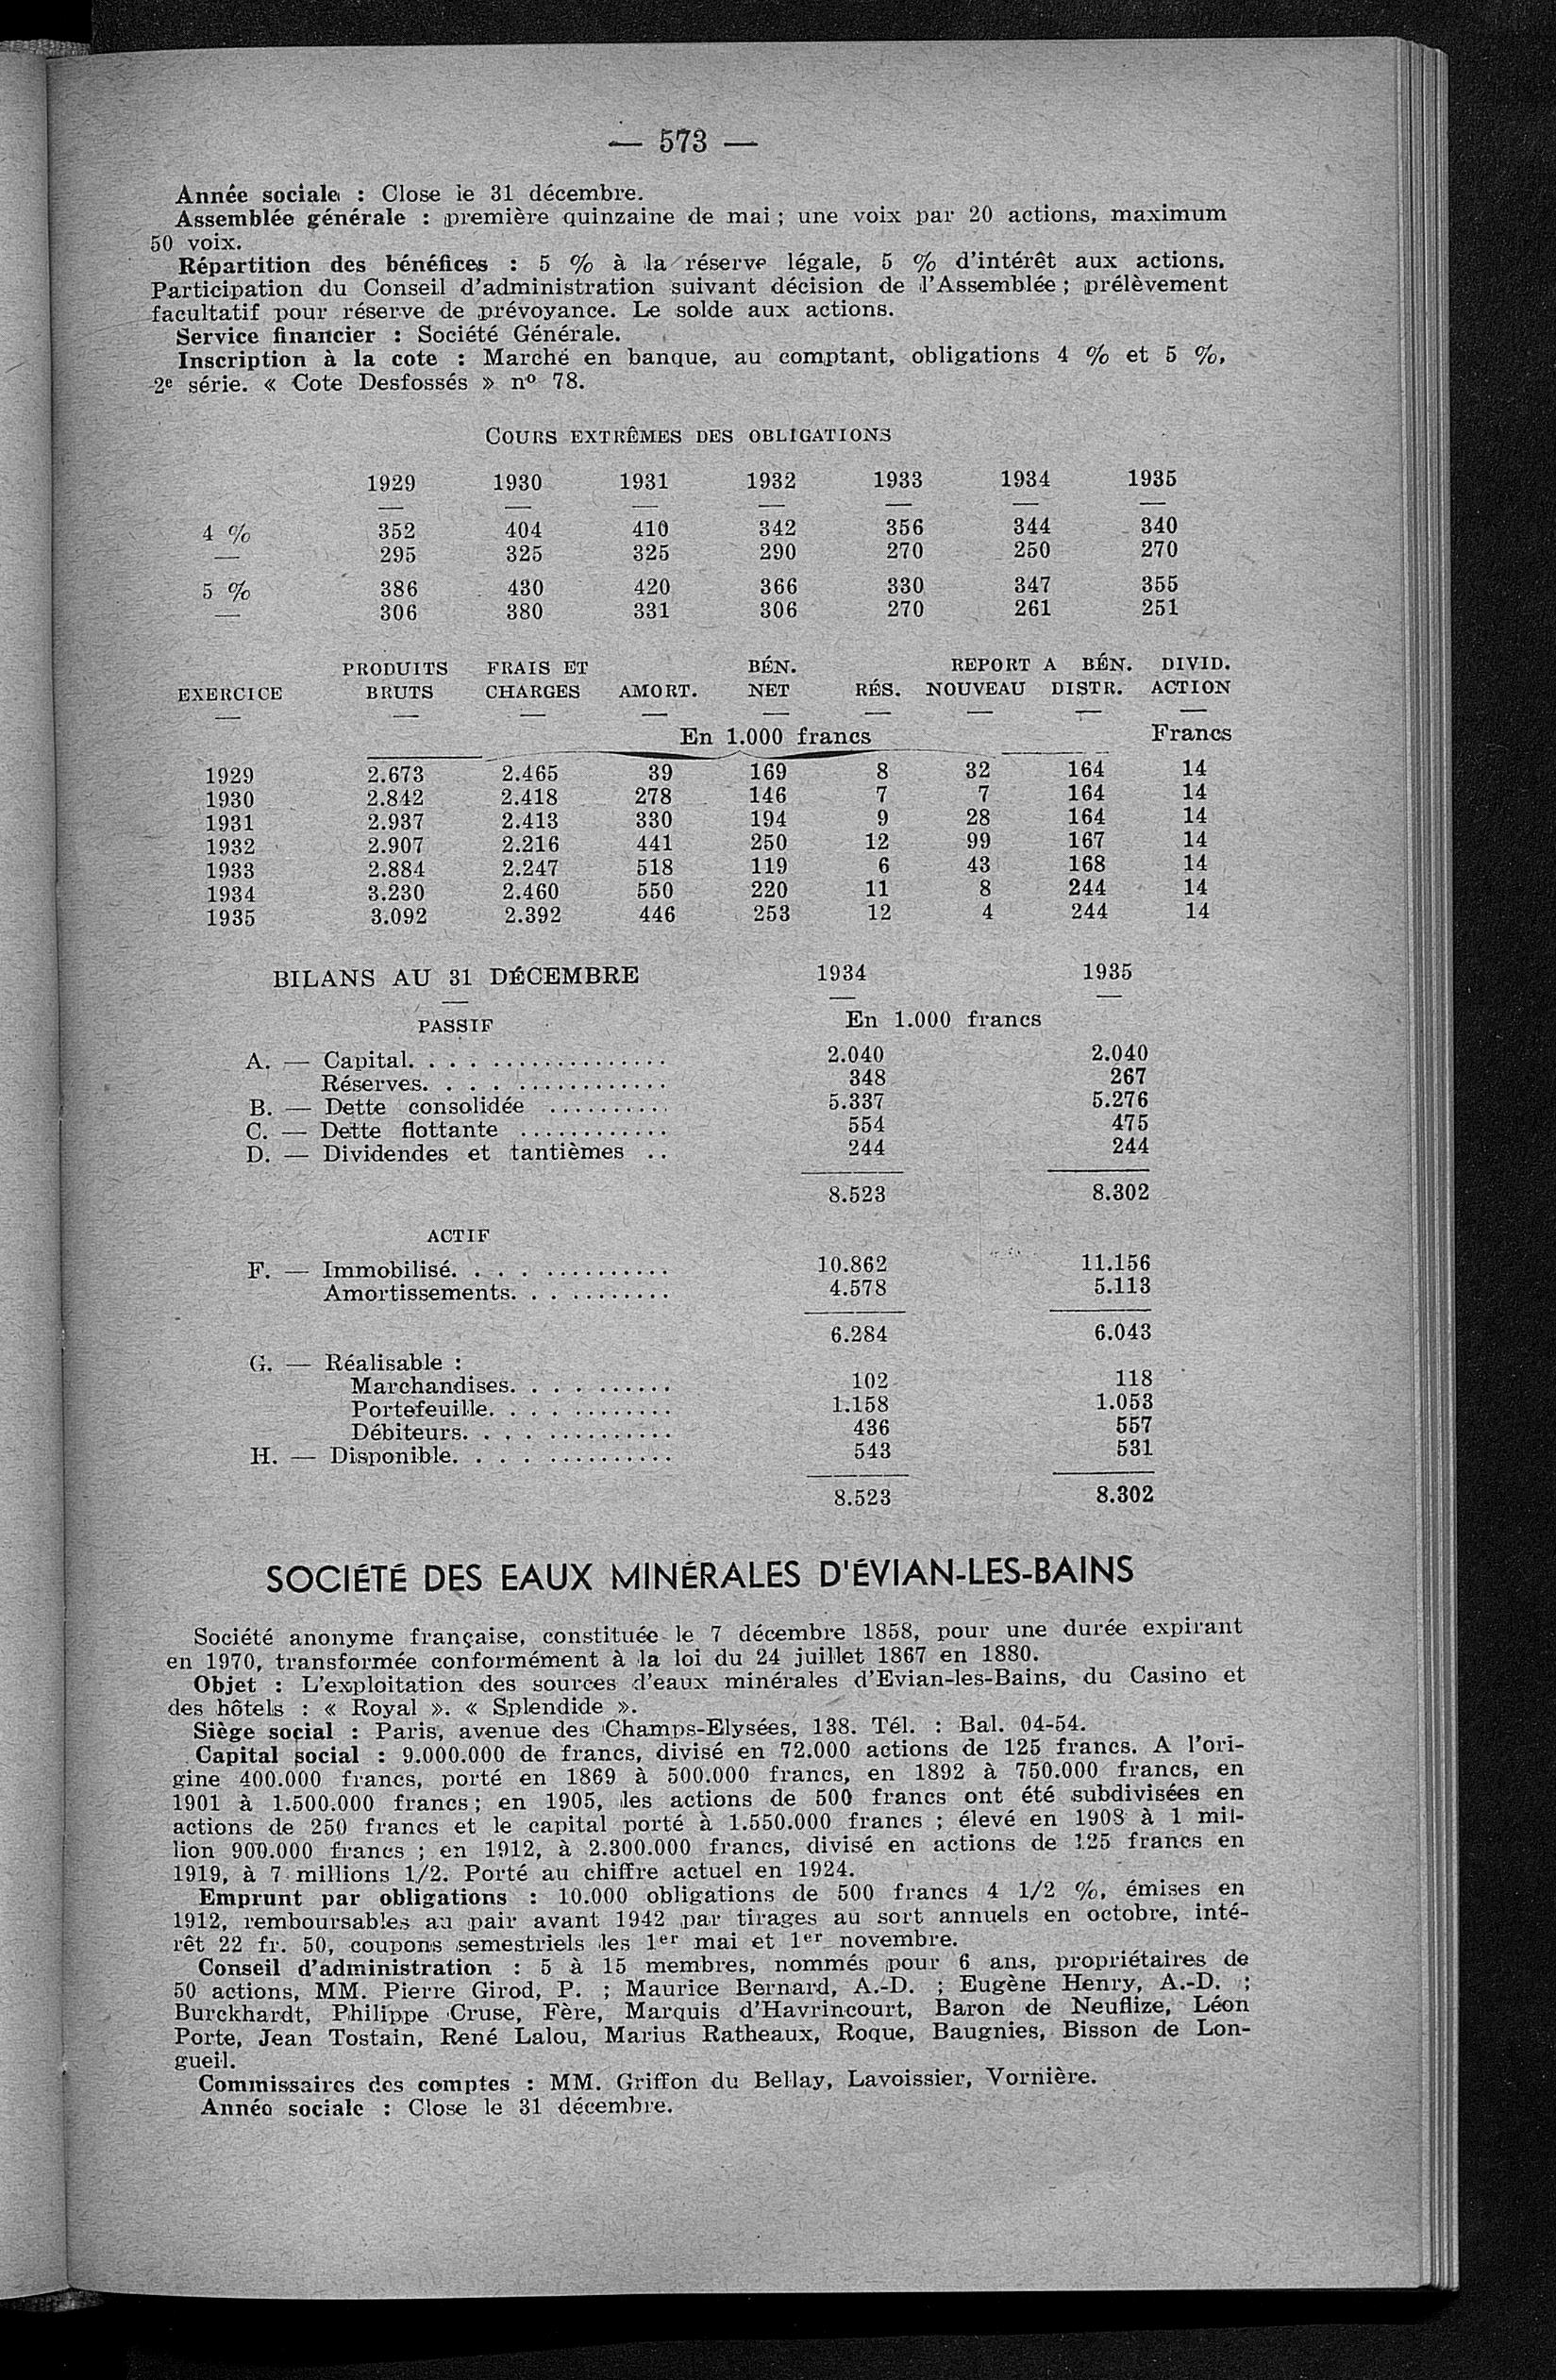 — 573 —
Année sociale : Close le 31 décembre.
Assemblée générale : première quinzaine de mai ; une voix par 20 actions, maximum
50 voix.
Répartition des bénéfices : 5 % à la réserve légale, 5 % d'intérêt aux actions.
Participation du Conseil d'administration suivant décision de l'Assemblée ; prélèvement
facultatif pour réserve de prévoyance. Le solde aux actions.
Service financier : Société Générale.
Inscription à la cote : Marché en banque, au comptant, obligations 4 % et 5 %,
2e série. « Cote Desfossés » nº 78.
COURS EXTRÊMES DES OBLIGATIONS
1929 1930 1931 1932 1933 1934 1935
4 % 352 404 410 342 356 344 340
— 295 325 325 290 270 250 270
5 % 386 430 420 366 330 347 355
— 306 380 331 306 270 261 251
PRODUITS FRAIS ET BÉN. REPORT A BÉN. DIVID.
EXERCICE BRUTS CHARGES AMORT. NET RÉS. NOUVEAU DISTR. ACTION
En 1.000 francs Francs
1929 2.673 2.465 39 169 8 32 164 14
1930 2.842 2.418 278 146 7 7 164 14
1931 2.937 2.413 330 194 9 28 164 14
1932 2.907 2.216 441 250 12 99 167 14
1933 2.884 2.247 518 119 6 43 168 14
1934 3.230 2.460 550 220 11 8 244 14
1935 3.092 2.392 446 253 12 4 244 14
BILANS AU 31 DÉCEMBRE 1934 1935
PASSIF En 1.000 francs
A. — Capital. . . . . . . . . . . . . . . . . 2.040 2.040
Réserves. . . . . . . . . . . . . . . . 348 267
B. — Dette consolidée .......... 5.337 5.276
C. — Dette flottante ............ 554 475
D. — Dividendes et tantièmes .. 244 244
8.523 8.302
ACTIF
F. — Immobilisé. . . . . . . . . . . . . . 10.862 11.156
Amortissements. . . . . . . . . . . 4.578 5.113
6.284 6.043
G. — Réalisable :
Marchandises. . . . . . . . . . . 102 118
Portefeuille. . . . . . . . . . . . . 1.158 1.053
Débiteurs. . . . . . . . . . . . . . 436 557
H. — Disponible. . . . . . . . . . . . . . 543 531
8.523 8.302
SOCIÉTÉ DES EAUX MINÉRALES D'ÉVIAN-LES-BAINS
Société anonyme française, constituée le 7 décembre 1858, pour une durée expirant
en 1970, transformée conformément à la loi du 24 juillet 1867 en 1880.
Objet : L'exploitation des sources d'eaux minérales d'Evian-les-Bains, du Casino et
des hôtels : « Royal ». « Splendide ».
Siège social : Paris, avenue des Champs-Elysées, 138. Tél. : Bal. 04-54.
Capital social : 9.000.000 de francs, divisé en 72.000 actions de 125 francs. A l'ori-
gine 400.000 francs, porté en 1869 à 500.000 francs, en 1892 à 750.000 francs, en
1901 à 1.500.000 francs ; en 1905, les actions de 500 francs ont été subdivisées en
actions de 250 francs et le capital porté à 1.550.000 francs ; élevé en 1908 à 1 mil-
lion 900.000 francs ; en 1912, à 2.300.000 francs, divisé en actions de 125 francs en
1919, à 7 millions 1/2. Porté au chiffre actuel en 1924.
Emprunt par obligations : 10.000 obligations de 500 francs 4 1/2 %, émises en
1912, remboursables au pair avant 1942 par tirages au sort annuels en octobre, inté-
rêt 22 fr. 50, coupons semestriels les 1er mai et 1er novembre.
Conseil d'administration : 5 à 15 membres, nommés pour 6 ans, propriétaires de
50 actions, MM. Pierre Girod, P. ; Maurice Bernard, A.-D. ; Eugène Henry, A.-D. ;
Burckhardt, Philippe Cruse, Fère, Marquis d'Havrincourt, Baron de Neuflize, Léon
Porte, Jean Tostain, René Lalou, Marius Ratheaux, Roque, Baugnies, Bisson de Lon-
gueil.
Commissaires des comptes : MM. Griffon du Bellay, Lavoissier, Vornière.
Année sociale : Close le 31 décembre.